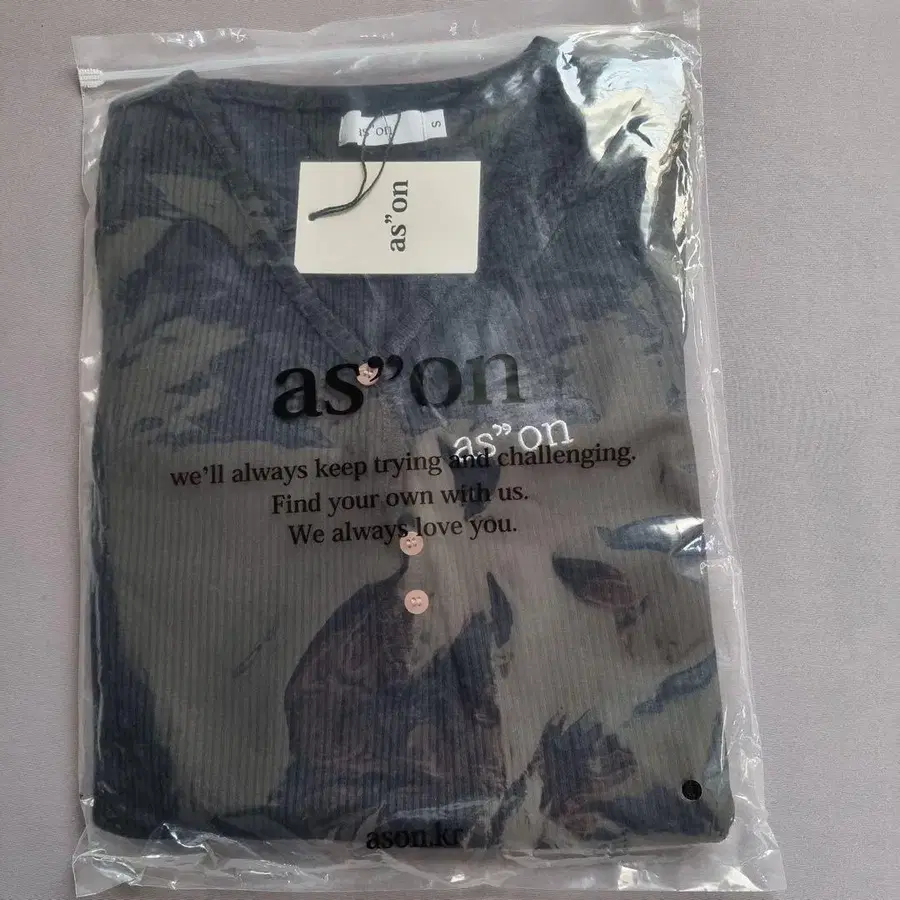 as”on
S
as”on
as”on
as”on
we’ll always keep trying and challenging.
Find your own with us.
We always love you.
ason.kr